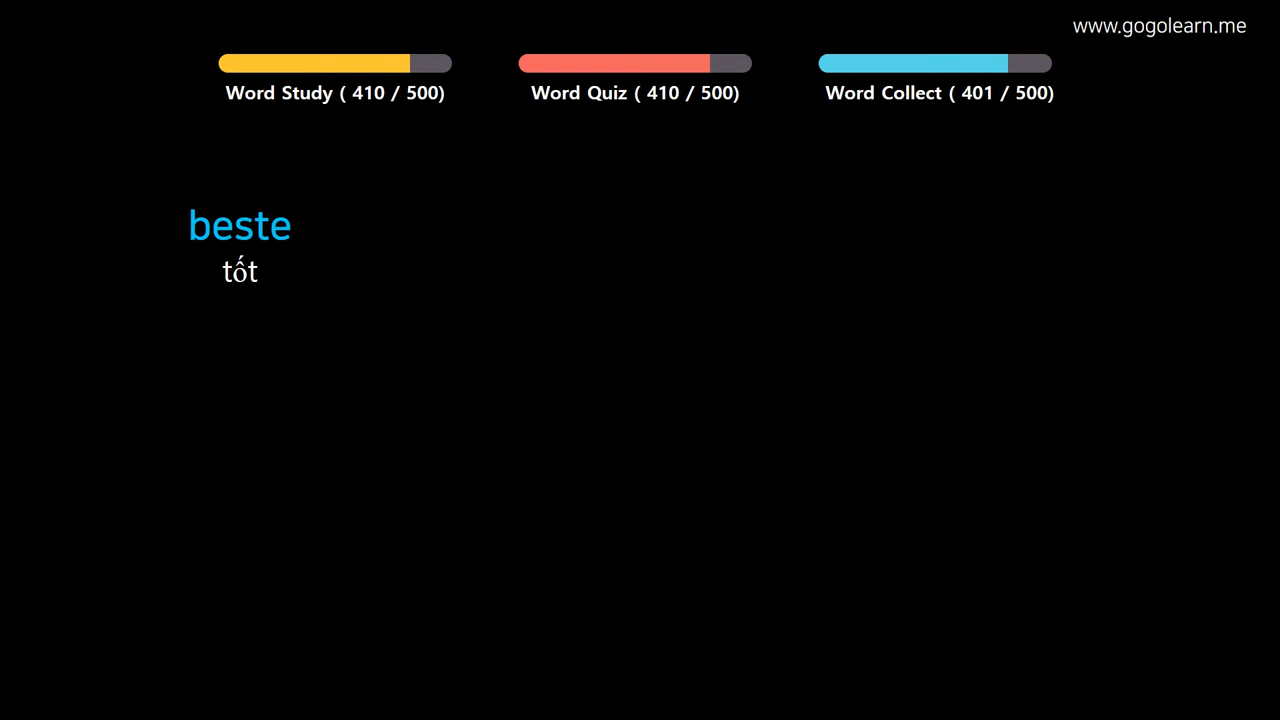 www.gogolearn.me
Word Study ( 410 / 500)
Word Quiz ( 410 / 500)
Word Collect ( 401 / 500)
beste
tốt